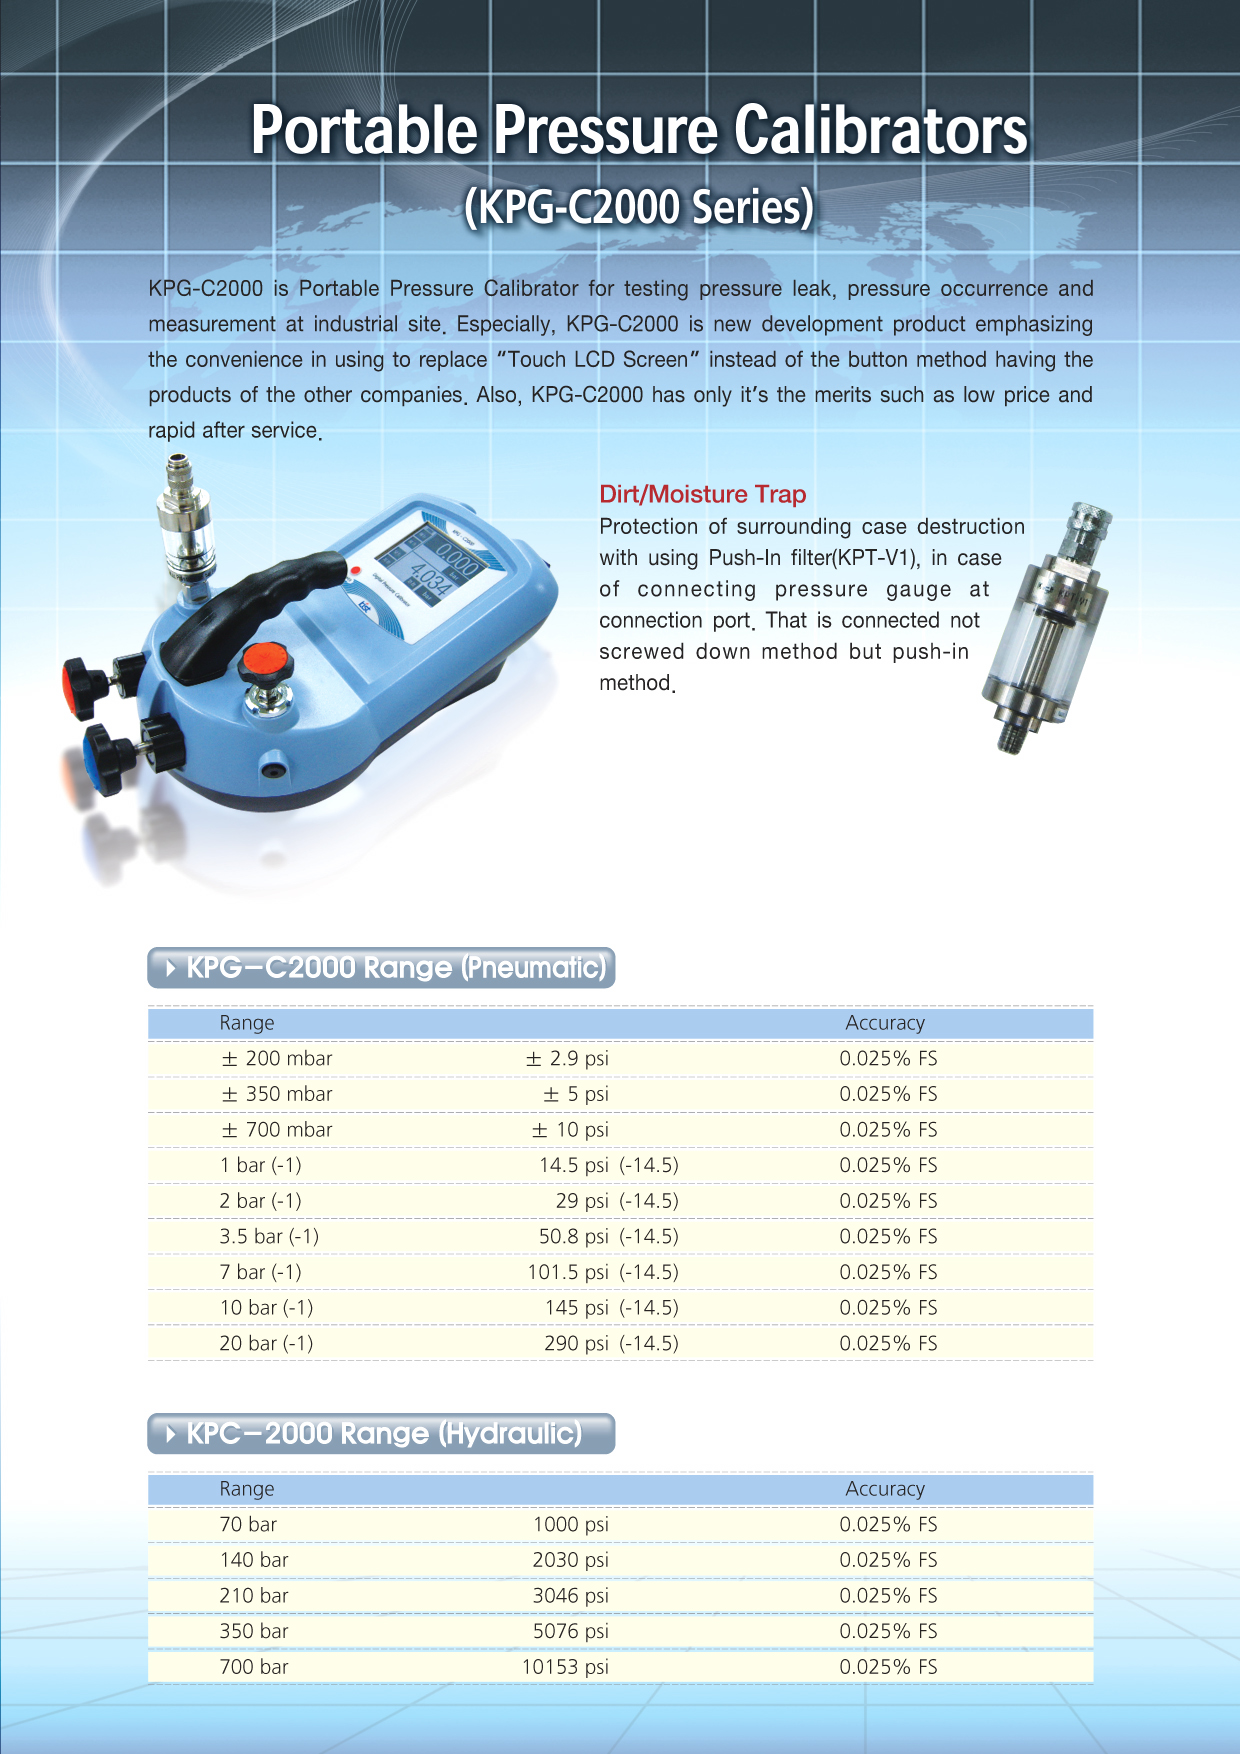 Portable Pressure Calibrators
(KPG-C2000 Series)
KPG-C2000 is Portable Pressure Calibrator for testing pressure leak, pressure occurrence and
measurement at industrial site. Especially, KPG-C2000 is new development product emphasizing
the convenience in using to replace “Touch LCD Screen” instead of the button method having the
products of the other companies. Also, KPG-C2000 has only it’s the merits such as low price and
rapid after service.
Dirt/Moisture Trap
Protection of surrounding case destruction
with using Push-In filter(KPT-V1), in case
of connecting pressure gauge at
connection port. That is connected not
screwed down method but push-in
method.
KPG - C2000
0.000
4.034
bar
Digital Pressure Calibrator
LIST
KPT-V1
KPG-C2000 Range (Pneumatic)
Range Accuracy
± 200 mbar ± 2.9 psi 0.025% FS
± 350 mbar ± 5 psi 0.025% FS
± 700 mbar ± 10 psi 0.025% FS
1 bar (-1) 14.5 psi (-14.5) 0.025% FS
2 bar (-1) 29 psi (-14.5) 0.025% FS
3.5 bar (-1) 50.8 psi (-14.5) 0.025% FS
7 bar (-1) 101.5 psi (-14.5) 0.025% FS
10 bar (-1) 145 psi (-14.5) 0.025% FS
20 bar (-1) 290 psi (-14.5) 0.025% FS
KPC-2000 Range (Hydraulic)
Range Accuracy
70 bar 1000 psi 0.025% FS
140 bar 2030 psi 0.025% FS
210 bar 3046 psi 0.025% FS
350 bar 5076 psi 0.025% FS
700 bar 10153 psi 0.025% FS